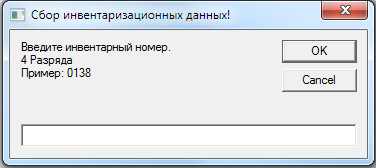 Сбор инвентаризационных данных!
Введите инвентарный номер.
4 Разряда
Пример: 0138
OK
Cancel